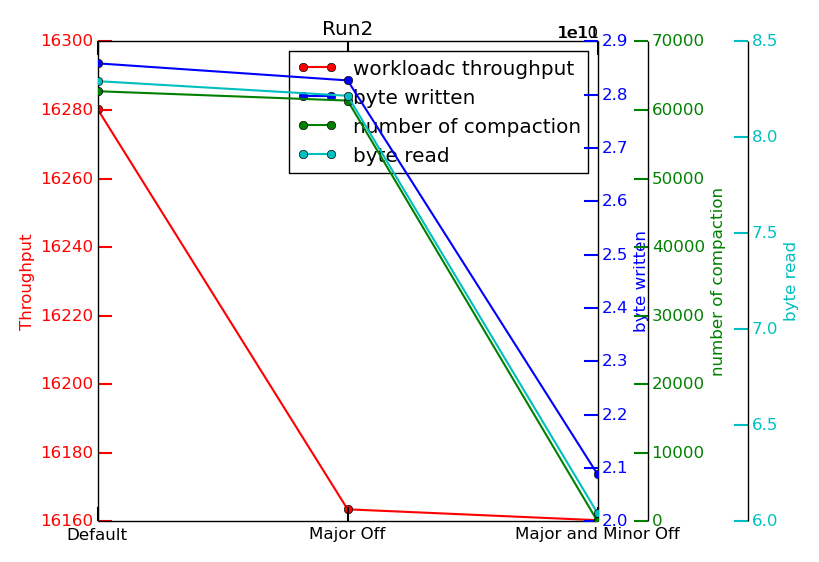 Run2
1e10
16300
16280
16260
16240
16220
16200
16180
16160
Throughput
workloadc throughput
byte written
number of compaction
byte read
2.9
2.8
2.7
2.6
2.5
2.4
2.3
2.2
2.1
2.0
byte written
70000
60000
50000
40000
30000
20000
10000
0
number of compaction
8.5
8.0
7.5
7.0
6.5
6.0
byte read
Default
Major Off
Major and Minor Off